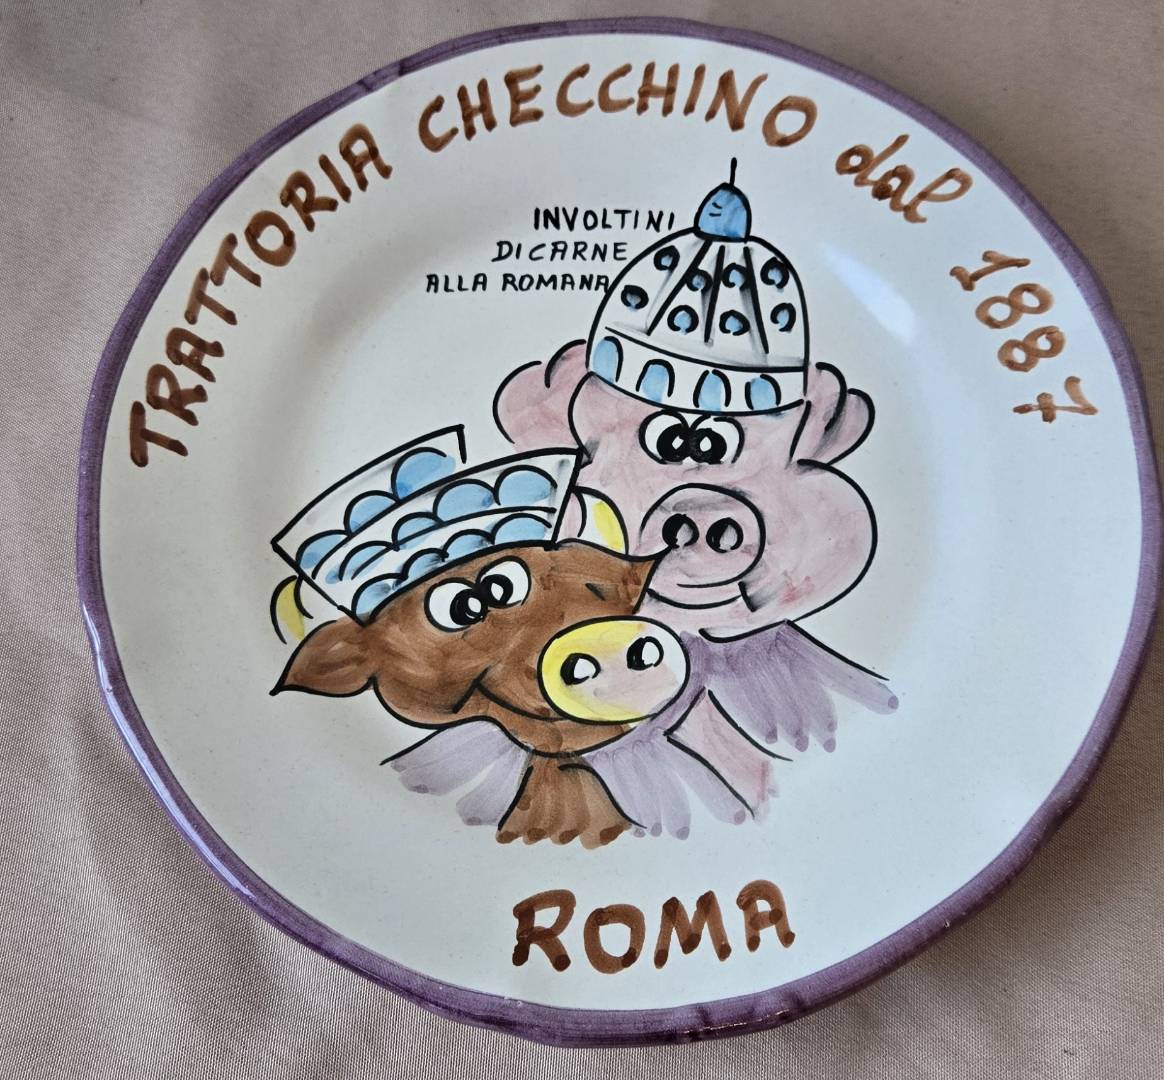 TRATTORIA CHECCHINO dal 1887
INVOLTINI
DI CARNE
ALLA ROMANA
ROMA